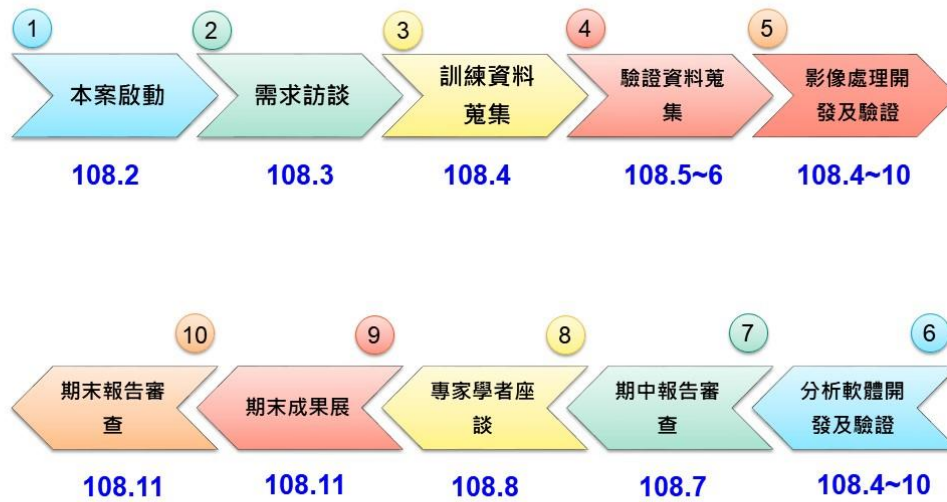 1
本案啟動
108.2
2
需求訪談
108.3
3
訓練資料
蒐集
108.4
4
驗證資料蒐
集
108.5~6
5
影像處理開
發及驗證
108.4~10
6
分析軟體開
發及驗證
108.4~10
7
期中報告審
查
108.7
8
專家學者座
談
108.8
9
期末成果展
108.11
10
期末報告審
查
108.11